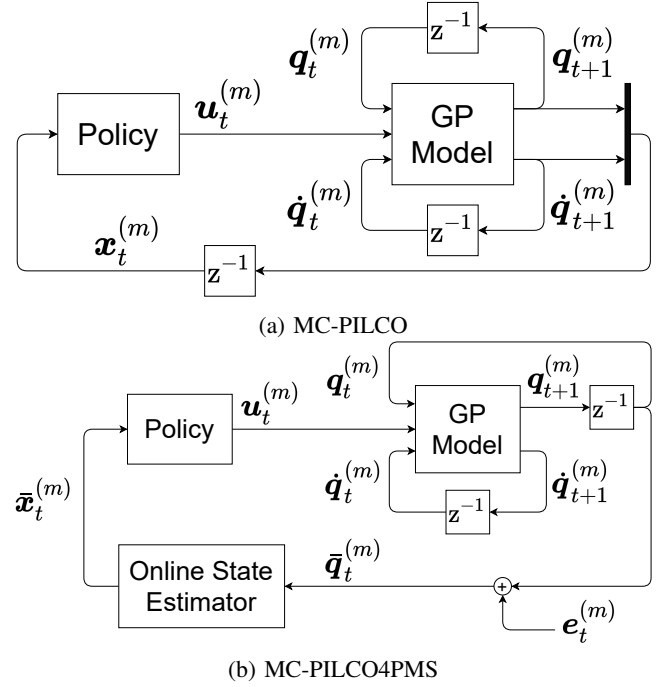 z⁻¹
q_t^(m)
q_{t+1}^(m)
u_t^(m)
Policy
GP
Model
q̇_t^(m)
z⁻¹
q̇_{t+1}^(m)
x_t^(m)
z⁻¹
(a) MC-PILCO
q_t^(m)
q_{t+1}^(m)
z⁻¹
u_t^(m)
Policy
GP
Model
q̇_t^(m)
z⁻¹
q̇_{t+1}^(m)
x̄_t^(m)
Online State
Estimator
q̄_t^(m)
+
e_t^(m)
(b) MC-PILCO4PMS